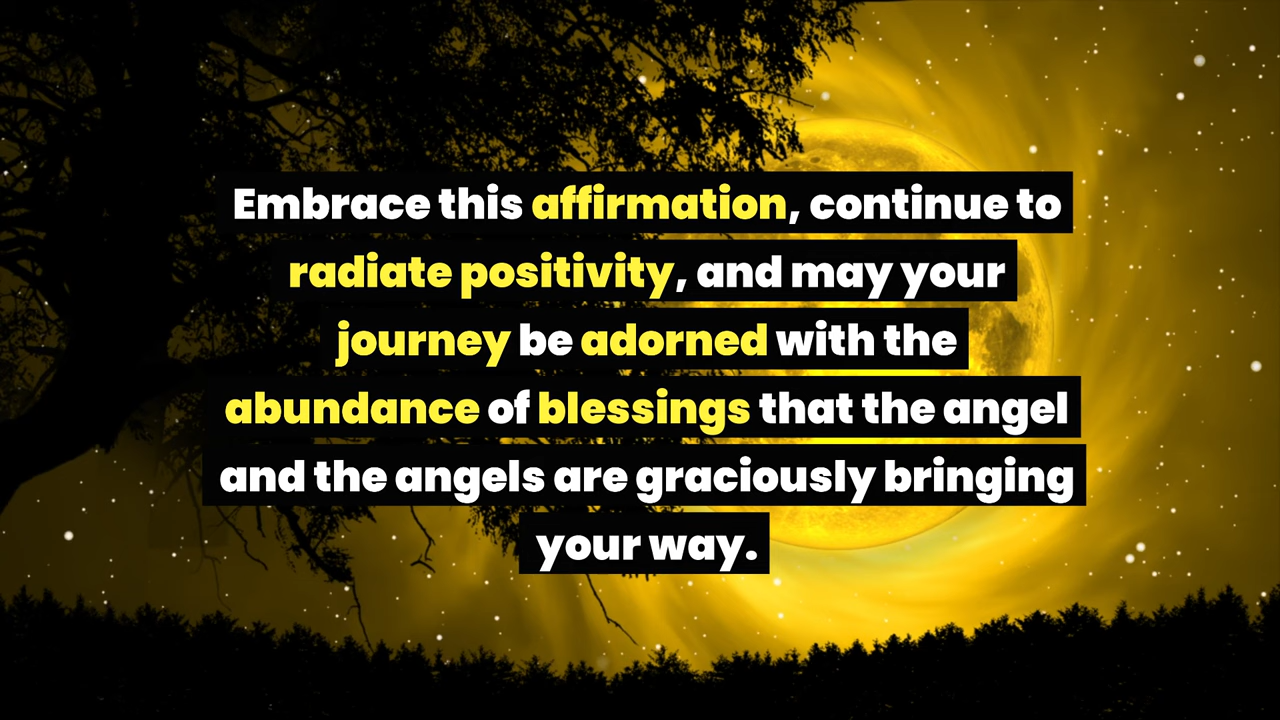 Embrace this affirmation, continue to
radiate positivity, and may your
journey be adorned with the
abundance of blessings that the angel
and the angels are graciously bringing
your way.